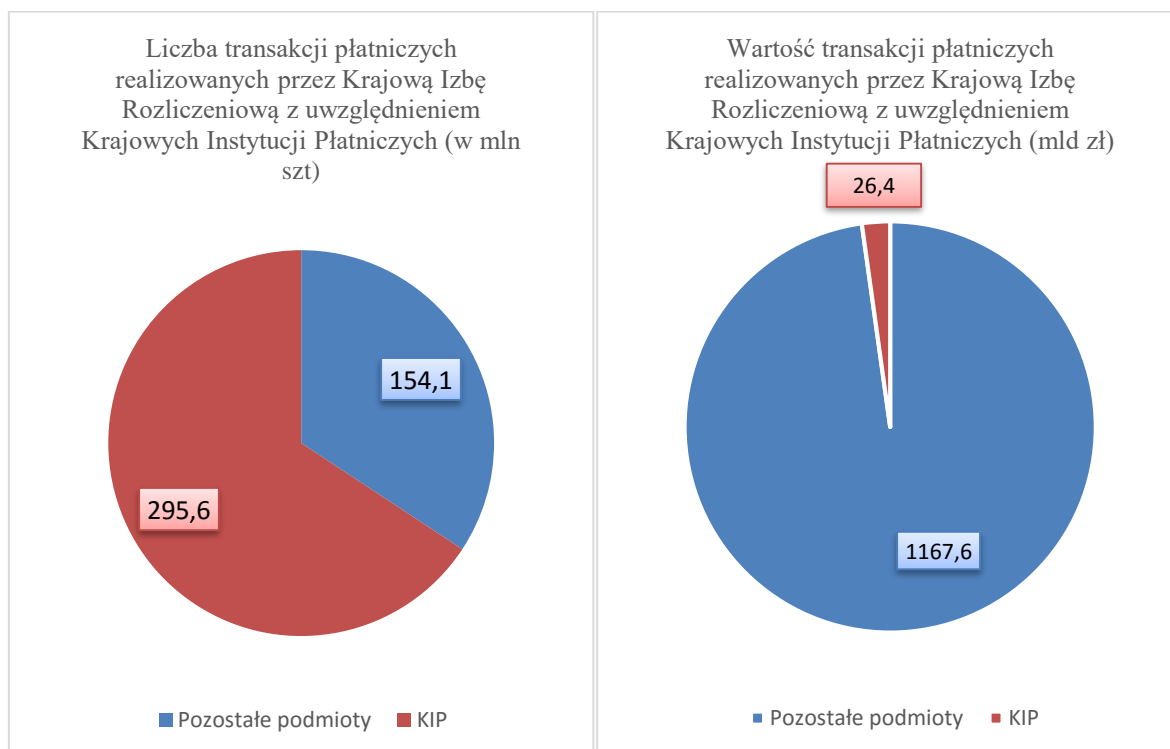 Liczba transakcji płatniczych
realizowanych przez Krajową Izbę
Rozliczeniową z uwzględnieniem
Krajowych Instytucji Płatniczych (w mln
szt)
154,1
295,6
Pozostałe podmioty KIP
Wartość transakcji płatniczych
realizowanych przez Krajową Izbę
Rozliczeniową z uwzględnieniem
Krajowych Instytucji Płatniczych (mld zł)
26,4
1167,6
Pozostałe podmioty KIP